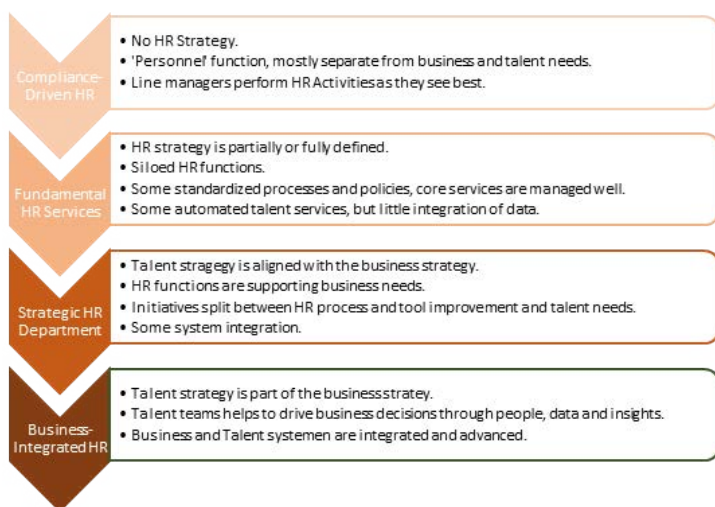 Compliance-
Driven HR
• No HR Strategy.
• 'Personnel' function, mostly separate from business and talent needs.
• Line managers perform HR Activities as they see best.
Fundamental
HR Services
• HR strategy is partially or fully defined.
• Siloed HR functions.
• Some standardized processes and policies, core services are managed well.
• Some automated talent services, but little integration of data.
Strategic HR
Department
• Talent stragegy is aligned with the business strategy.
• HR functions are supporting business needs.
• Initiatives split between HR process and tool improvement and talent needs.
• Some system integration.
Business-
Integrated HR
• Talent strategy is part of the business stratey.
• Talent teams helps to drive business decisions through people, data and insights.
• Business and Talent systemen are integrated and advanced.